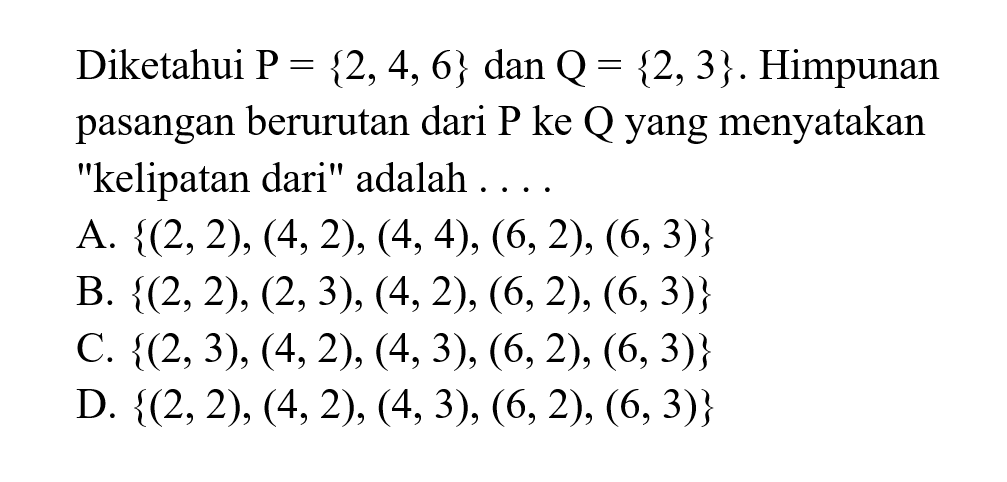 Diketahui P = {2, 4, 6} dan Q = {2, 3}. Himpunan
pasangan berurutan dari P ke Q yang menyatakan
"kelipatan dari" adalah . . . .
A. {(2, 2), (4, 2), (4, 4), (6, 2), (6, 3)}
B. {(2, 2), (2, 3), (4, 2), (6, 2), (6, 3)}
C. {(2, 3), (4, 2), (4, 3), (6, 2), (6, 3)}
D. {(2, 2), (4, 2), (4, 3), (6, 2), (6, 3)}